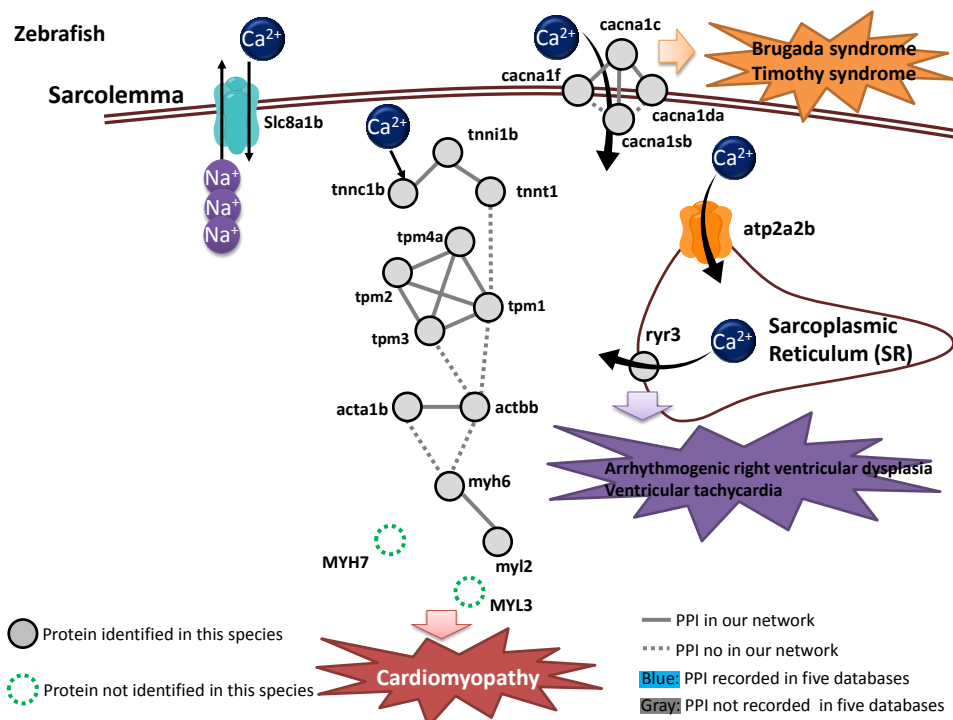 Zebrafish
Ca²⁺
Sarcolemma
Slc8a1b
Na⁺
Na⁺
Na⁺
Ca²⁺
tnni1b
tnnc1b
tnnt1
tpm4a
tpm2
tpm1
tpm3
acta1b
actbb
myh6
myl2
MYH7
MYL3
Cardiomyopathy
Ca²⁺
cacna1c
cacna1f
cacna1da
cacna1sb
Brugada syndrome
Timothy syndrome
Ca²⁺
atp2a2b
ryr3
Ca²⁺
Sarcoplasmic
Reticulum (SR)
Arrhythmogenic right ventricular dysplasia
Ventricular tachycardia
Protein identified in this species
Protein not identified in this species
PPI in our network
PPI no in our network
Blue: PPI recorded in five databases
Gray: PPI not recorded in five databases